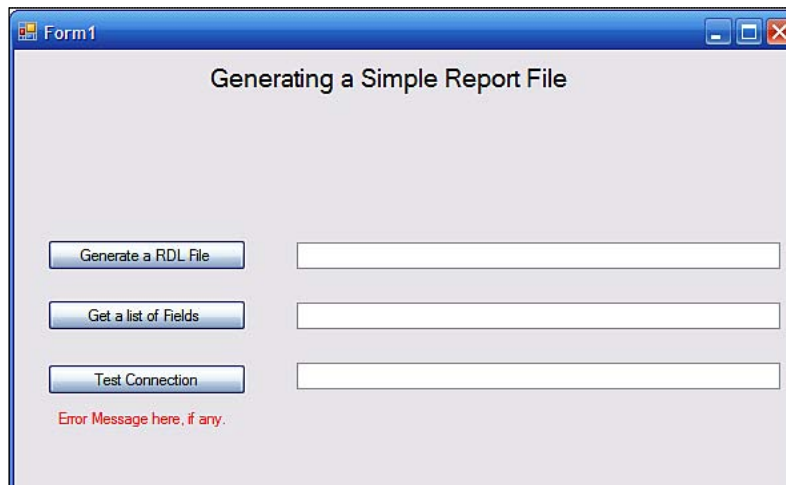 Form1
Generating a Simple Report File
Generate a RDL File
Get a list of Fields
Test Connection
Error Message here, if any.